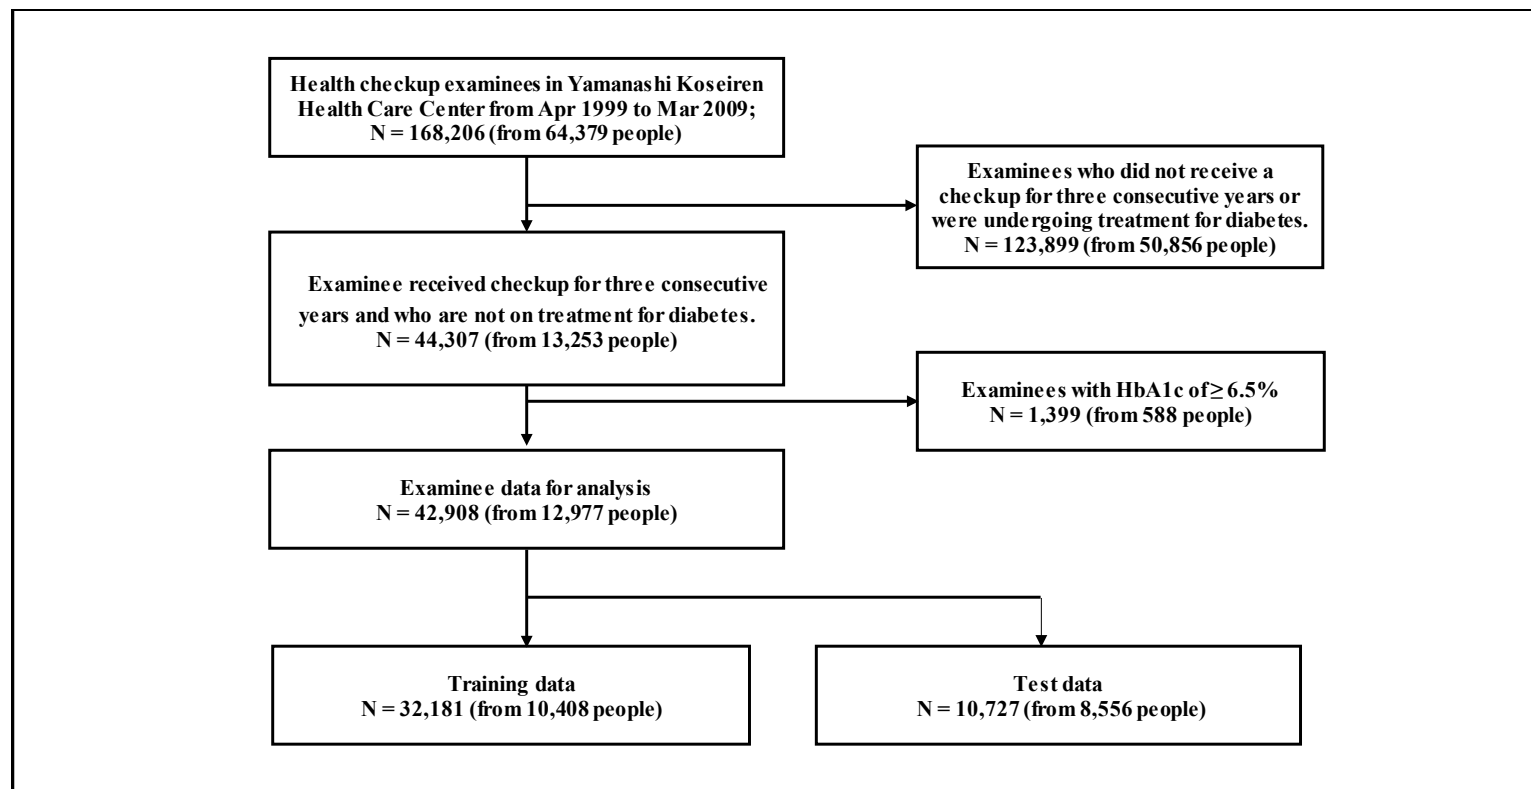 Health checkup examinees in Yamanashi Koseiren
Health Care Center from Apr 1999 to Mar 2009;
N = 168,206 (from 64,379 people)
Examinees who did not receive a
checkup for three consecutive years or
were undergoing treatment for diabetes.
N = 123,899 (from 50,856 people)
Examinee received checkup for three consecutive
years and who are not on treatment for diabetes.
N = 44,307 (from 13,253 people)
Examinees with HbA1c of ≥ 6.5%
N = 1,399 (from 588 people)
Examinee data for analysis
N = 42,908 (from 12,977 people)
Training data
N = 32,181 (from 10,408 people)
Test data
N = 10,727 (from 8,556 people)